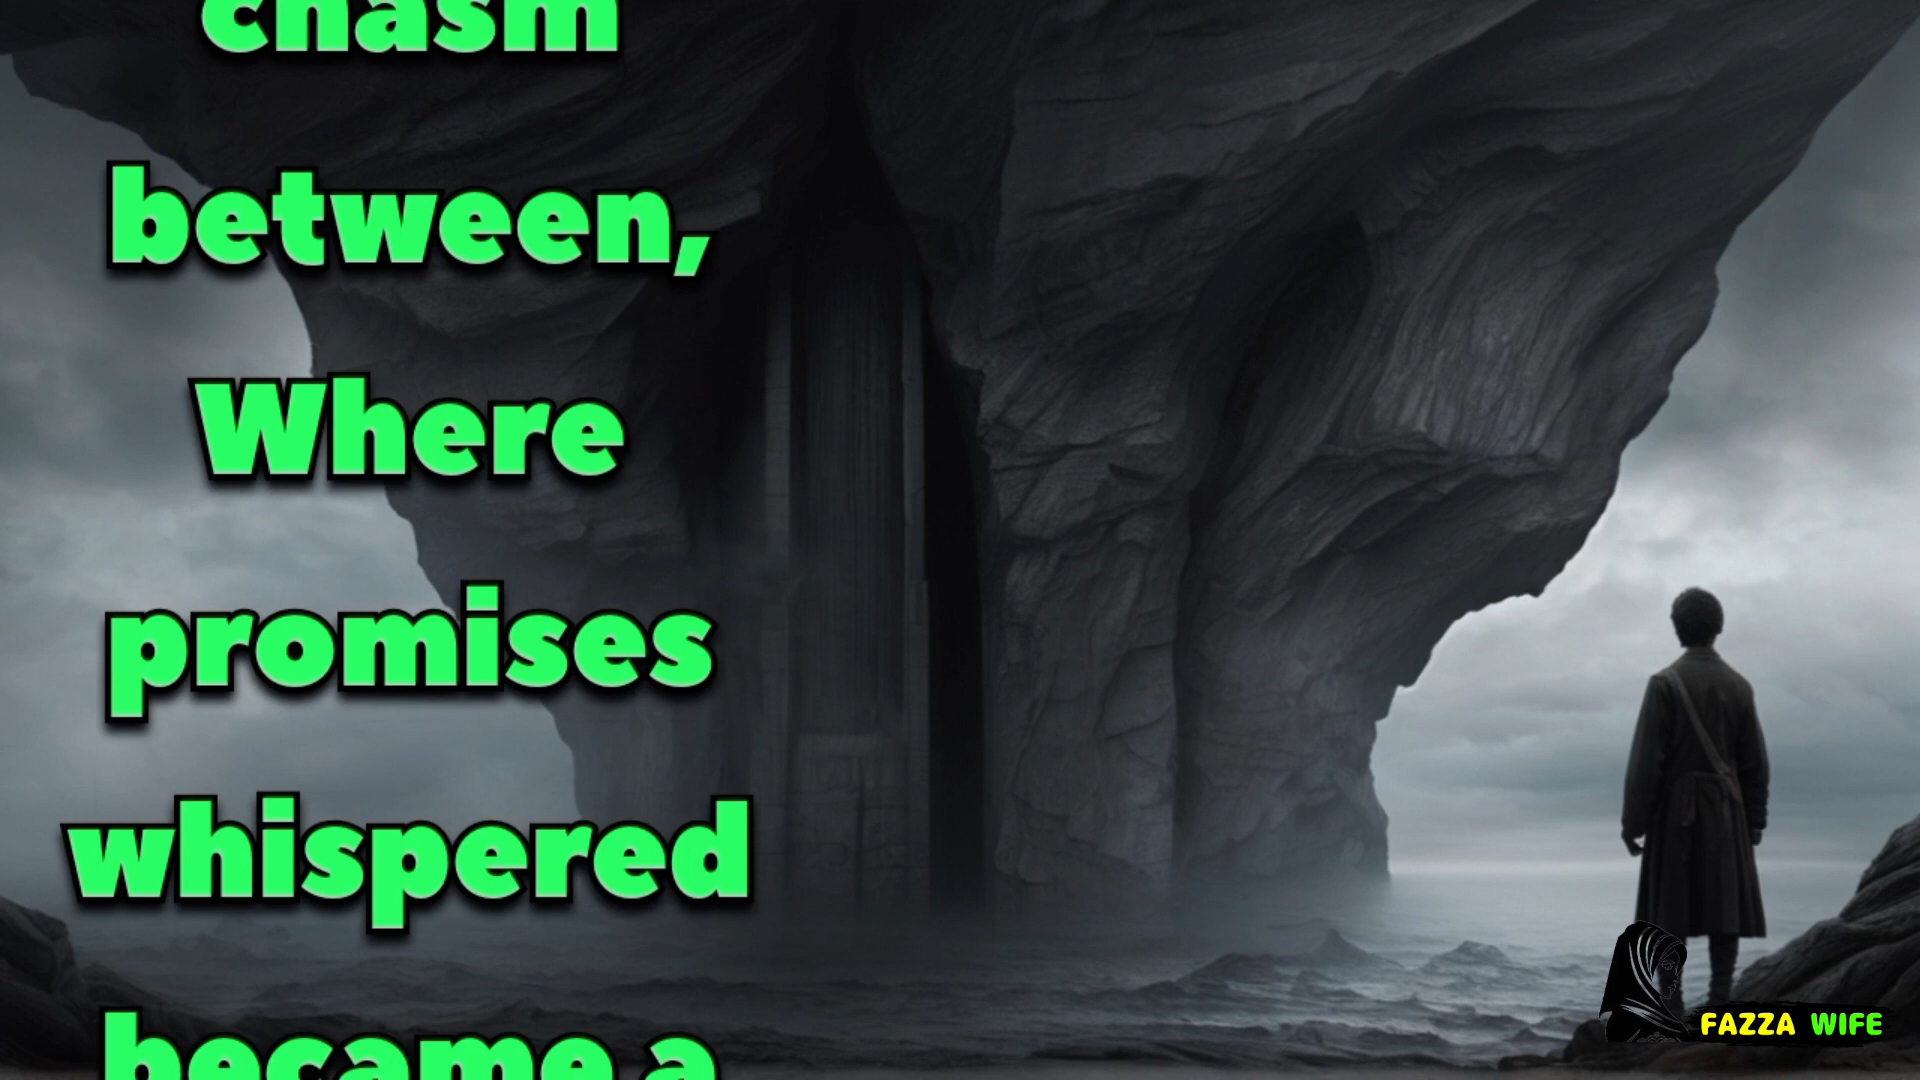 chasm
between,
Where
promises
whispered
became a
FAZZA WIFE